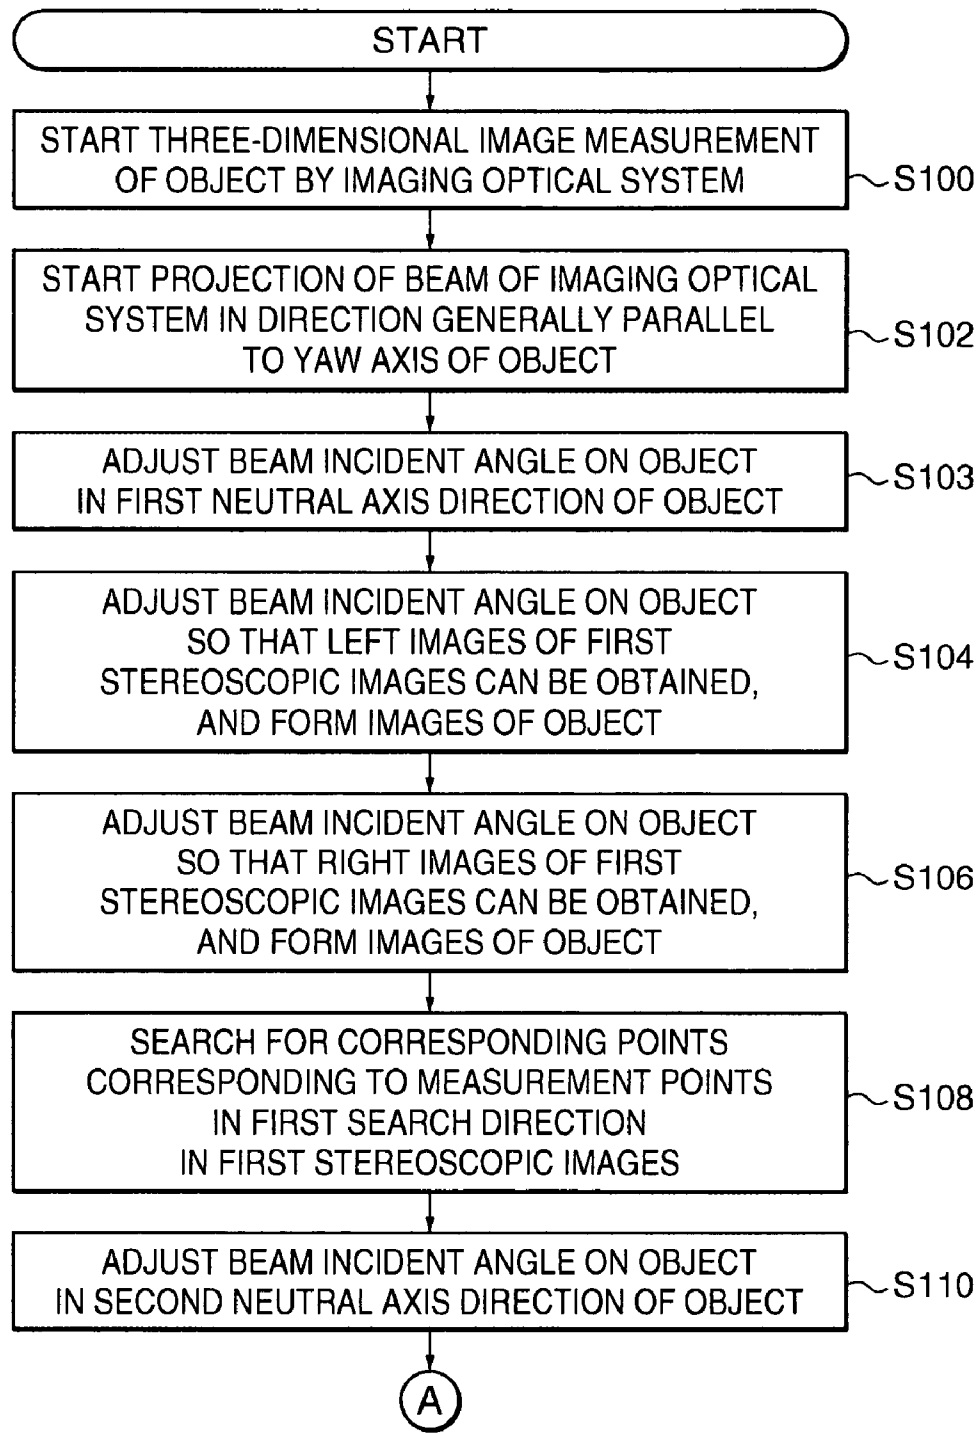 START
START THREE-DIMENSIONAL IMAGE MEASUREMENT
OF OBJECT BY IMAGING OPTICAL SYSTEM
S100
START PROJECTION OF BEAM OF IMAGING OPTICAL
SYSTEM IN DIRECTION GENERALLY PARALLEL
TO YAW AXIS OF OBJECT
S102
ADJUST BEAM INCIDENT ANGLE ON OBJECT
IN FIRST NEUTRAL AXIS DIRECTION OF OBJECT
S103
ADJUST BEAM INCIDENT ANGLE ON OBJECT
SO THAT LEFT IMAGES OF FIRST
STEREOSCOPIC IMAGES CAN BE OBTAINED,
AND FORM IMAGES OF OBJECT
S104
ADJUST BEAM INCIDENT ANGLE ON OBJECT
SO THAT RIGHT IMAGES OF FIRST
STEREOSCOPIC IMAGES CAN BE OBTAINED,
AND FORM IMAGES OF OBJECT
S106
SEARCH FOR CORRESPONDING POINTS
CORRESPONDING TO MEASUREMENT POINTS
IN FIRST SEARCH DIRECTION
IN FIRST STEREOSCOPIC IMAGES
S108
ADJUST BEAM INCIDENT ANGLE ON OBJECT
IN SECOND NEUTRAL AXIS DIRECTION OF OBJECT
S110
A